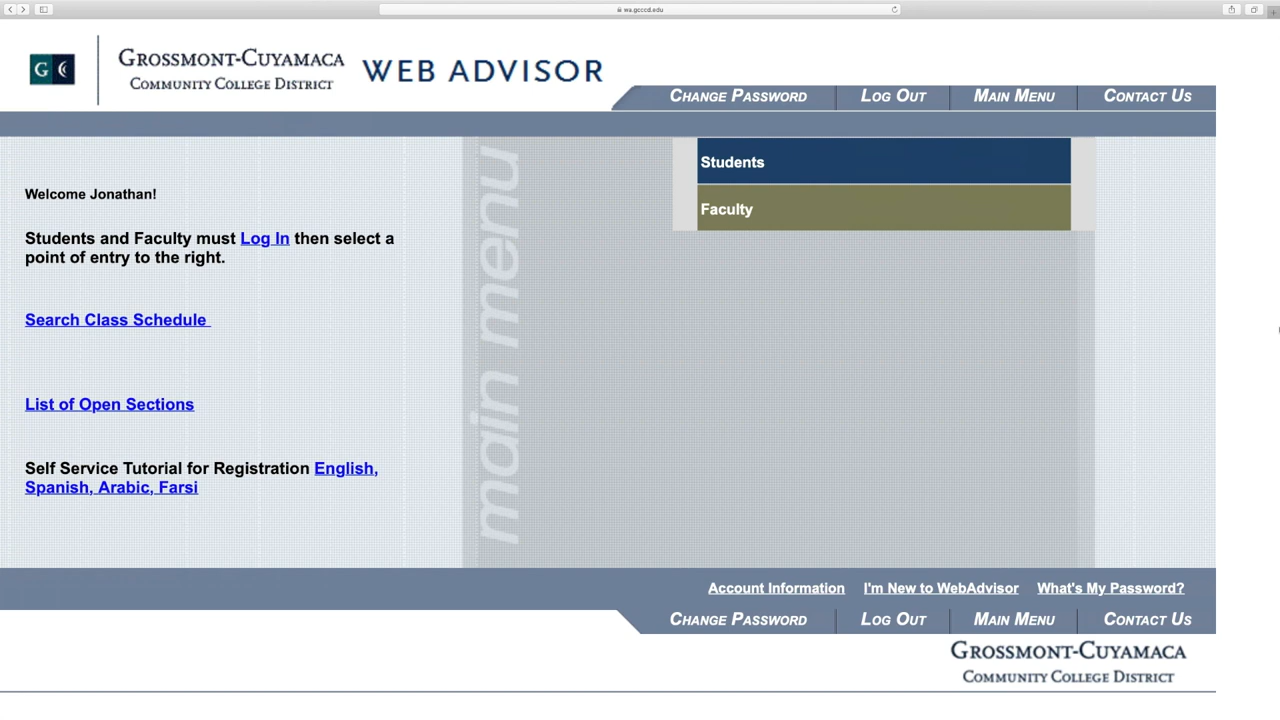 wa.gcccd.edu
GROSSMONT-CUYAMACA
COMMUNITY COLLEGE DISTRICT
WEB ADVISOR
CHANGE PASSWORD
LOG OUT
MAIN MENU
CONTACT US
Welcome Jonathan!
Students and Faculty must Log In then select a
point of entry to the right.
Search Class Schedule
List of Open Sections
Self Service Tutorial for Registration English,
Spanish, Arabic, Farsi
main menu
Students
Faculty
Account Information
I'm New to WebAdvisor
What's My Password?
CHANGE PASSWORD
LOG OUT
MAIN MENU
CONTACT US
GROSSMONT-CUYAMACA
COMMUNITY COLLEGE DISTRICT